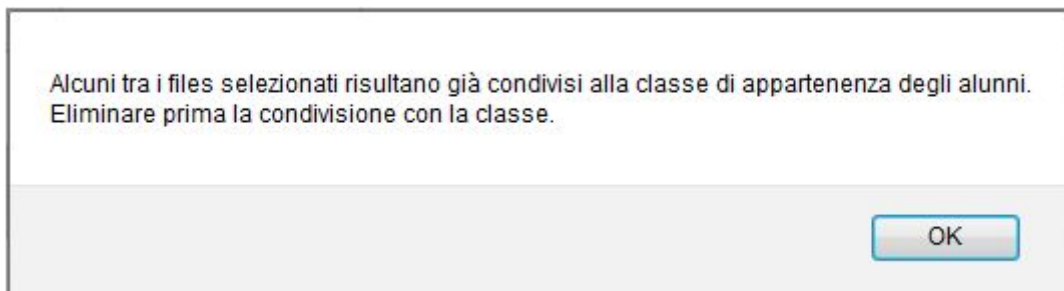 Alcuni tra i files selezionati risultano già condivisi alla classe di appartenenza degli alunni.
Eliminare prima la condivisione con la classe.
OK